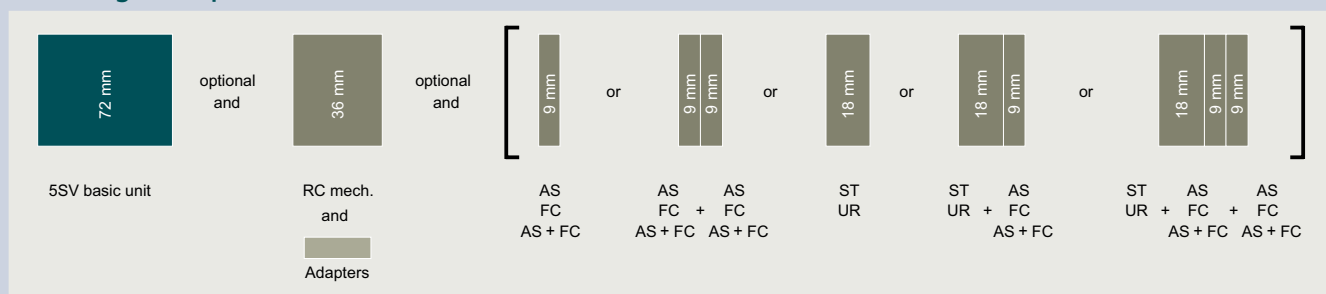 72 mm
optional
and
36 mm
optional
and
9 mm
or
9 mm 9 mm
or
18 mm
or
18 mm 9 mm
or
18 mm 9 mm 9 mm
5SV basic unit
RC mech.
and
Adapters
AS
FC
AS + FC
AS AS
FC + FC
AS + FC AS + FC
ST
UR
ST AS
UR + FC
AS + FC
ST AS AS
UR + FC + FC
AS + FC AS + FC